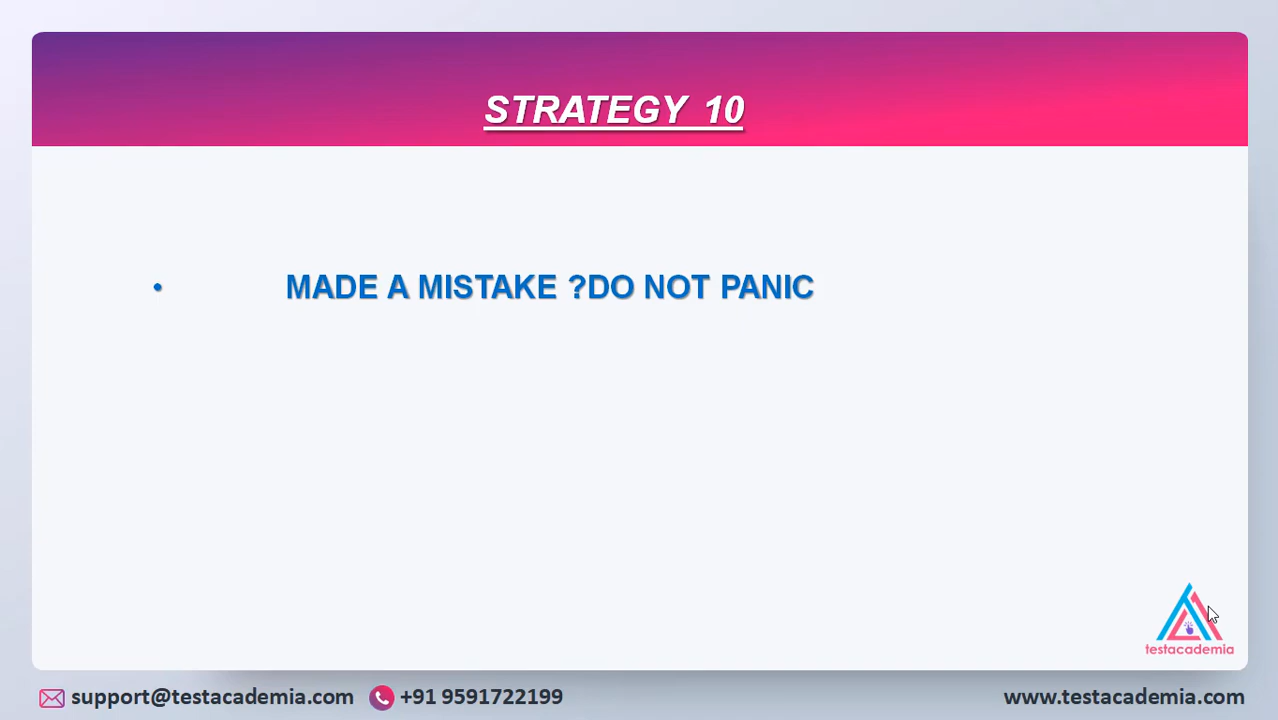 STRATEGY 10
• MADE A MISTAKE ?DO NOT PANIC
testacademia
support@testacademia.com +91 9591722199 www.testacademia.com